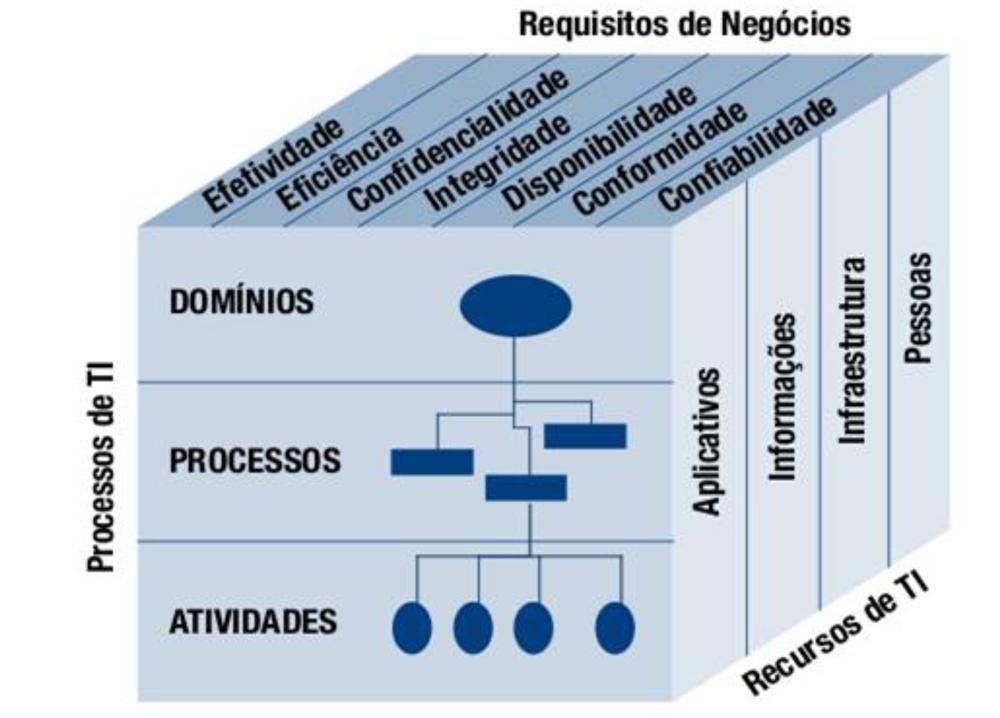 Requisitos de Negócios
Efetividade
Eficiência
Confidencialidade
Integridade
Disponibilidade
Conformidade
Confiabilidade
Processos de TI
DOMÍNIOS
PROCESSOS
ATIVIDADES
Aplicativos
Informações
Infraestrutura
Pessoas
Recursos de TI